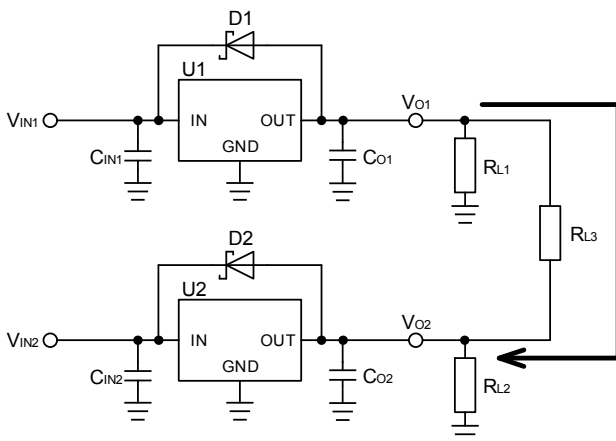 D1
U1
VIN1
IN
OUT
GND
CIN1
CO1
VO1
RL1
RL3
D2
U2
VIN2
IN
OUT
GND
CIN2
CO2
VO2
RL2